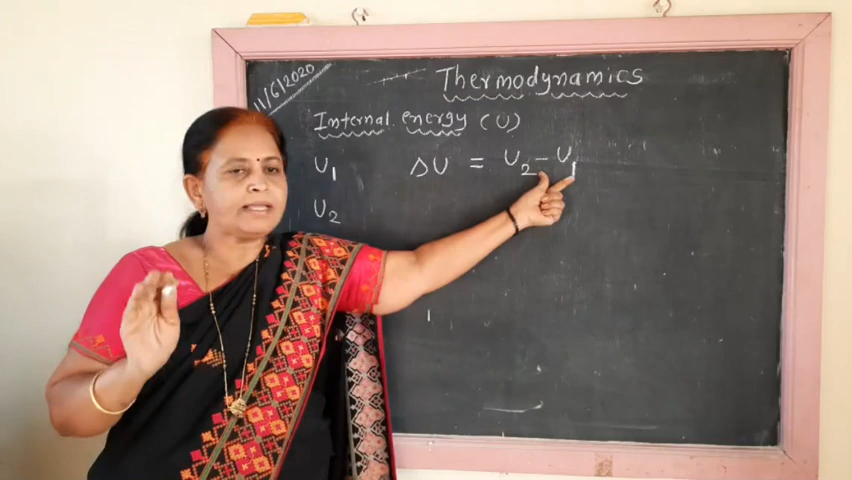 11/6/2020
Thermodynamics
Internal energy (U)
U1 ΔU = U2 - U1
U2